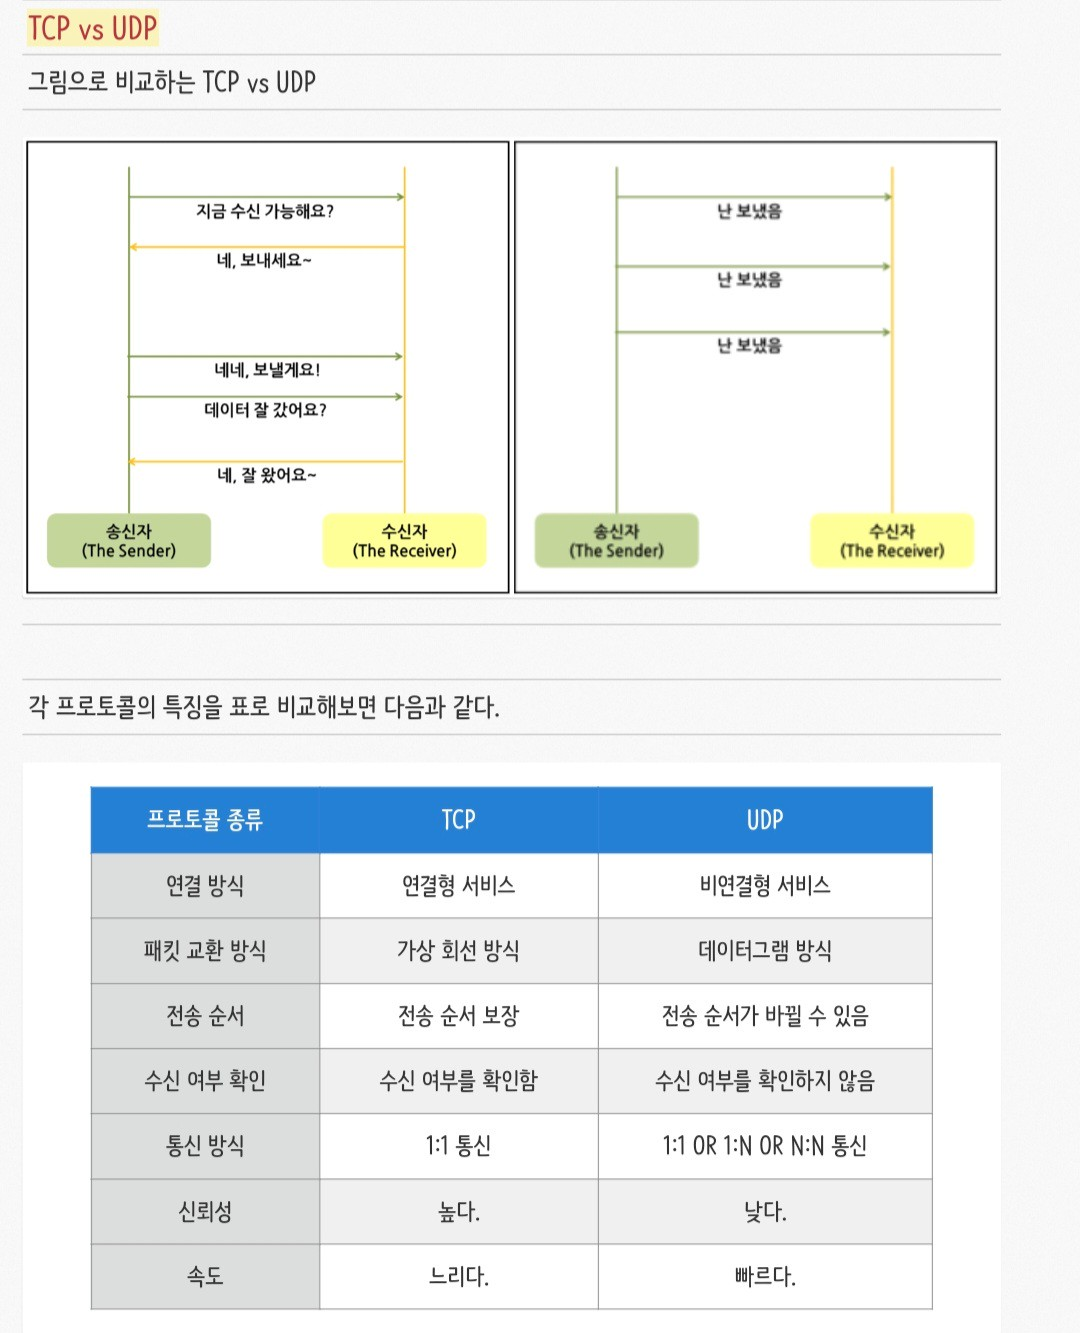 TCP vs UDP
그림으로 비교하는 TCP vs UDP
지금 수신 가능해요?
네, 보내세요~
네네, 보낼게요!
데이터 잘 갔어요?
네, 잘 왔어요~
송신자
(The Sender)
수신자
(The Receiver)
난 보냈음
난 보냈음
난 보냈음
송신자
(The Sender)
수신자
(The Receiver)
각 프로토콜의 특징을 표로 비교해보면 다음과 같다.
프로토콜 종류 TCP UDP
연결 방식 연결형 서비스 비연결형 서비스
패킷 교환 방식 가상 회선 방식 데이터그램 방식
전송 순서 전송 순서 보장 전송 순서가 바뀔 수 있음
수신 여부 확인 수신 여부를 확인함 수신 여부를 확인하지 않음
통신 방식 1:1 통신 1:1 OR 1:N OR N:N 통신
신뢰성 높다. 낮다.
속도 느리다. 빠르다.